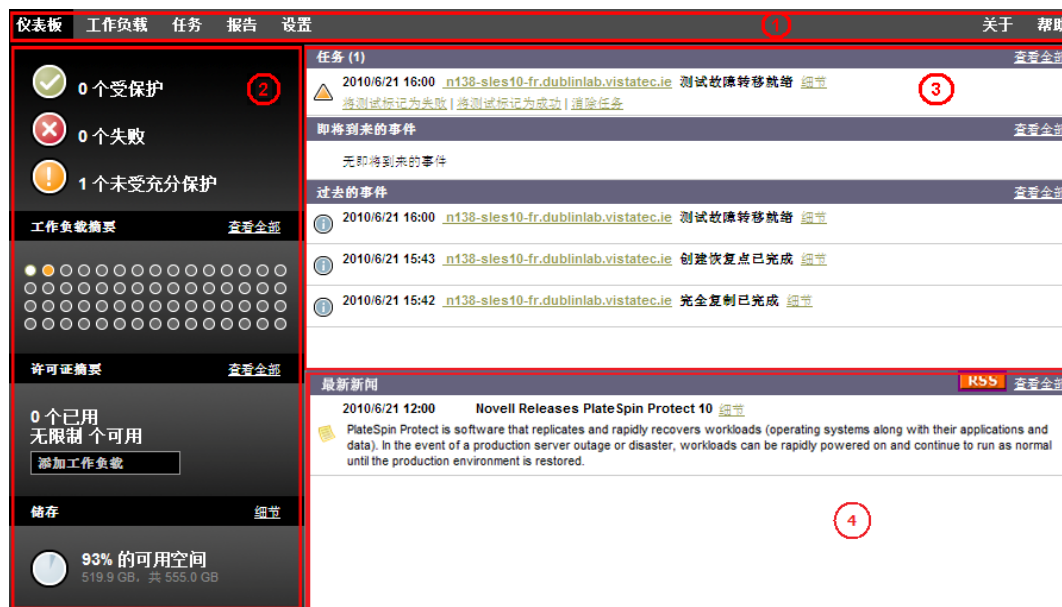 仪表板 工作负载 任务 报告 设置 1 关于 帮助
0 个受保护 2
0 个失败
1 个未受充分保护
工作负载摘要 查看全部
许可证摘要 查看全部
0 个已用
无限制 个可用
添加工作负载
储存 细节
93% 的可用空间
519.9 GB，共 555.0 GB
任务 (1) 查看全部
2010/6/21 16:00 n138-sles10-fr.dublinlab.vistatec.ie 测试故障转移就绪 细节 3
将测试标记为失败 | 将测试标记为成功 | 消除任务
即将到来的事件 查看全部
无即将到来的事件
过去的事件 查看全部
2010/6/21 16:00 n138-sles10-fr.dublinlab.vistatec.ie 测试故障转移就绪 细节
2010/6/21 15:43 n138-sles10-fr.dublinlab.vistatec.ie 创建恢复点已完成 细节
2010/6/21 15:42 n138-sles10-fr.dublinlab.vistatec.ie 完全复制已完成 细节
最新新闻 RSS 查看全部
2010/6/21 12:00 Novell Releases PlateSpin Protect 10 细节
PlateSpin Protect is software that replicates and rapidly recovers workloads (operating systems along with their applications and
data). In the event of a production server outage or disaster, workloads can be rapidly powered on and continue to run as normal
until the production environment is restored.
4